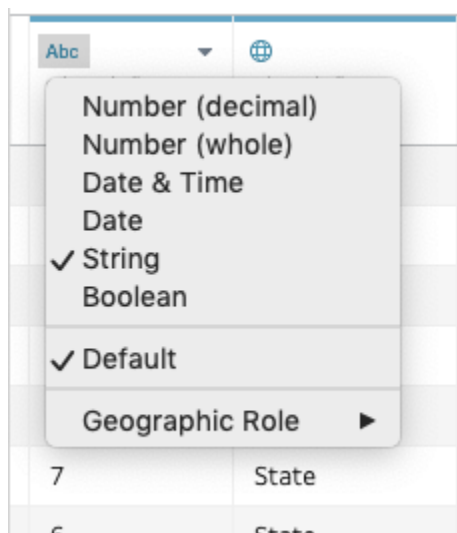 Abc
Number (decimal)
Number (whole)
Date & Time
Date
✓ String
Boolean
✓ Default
Geographic Role ▶
7 State